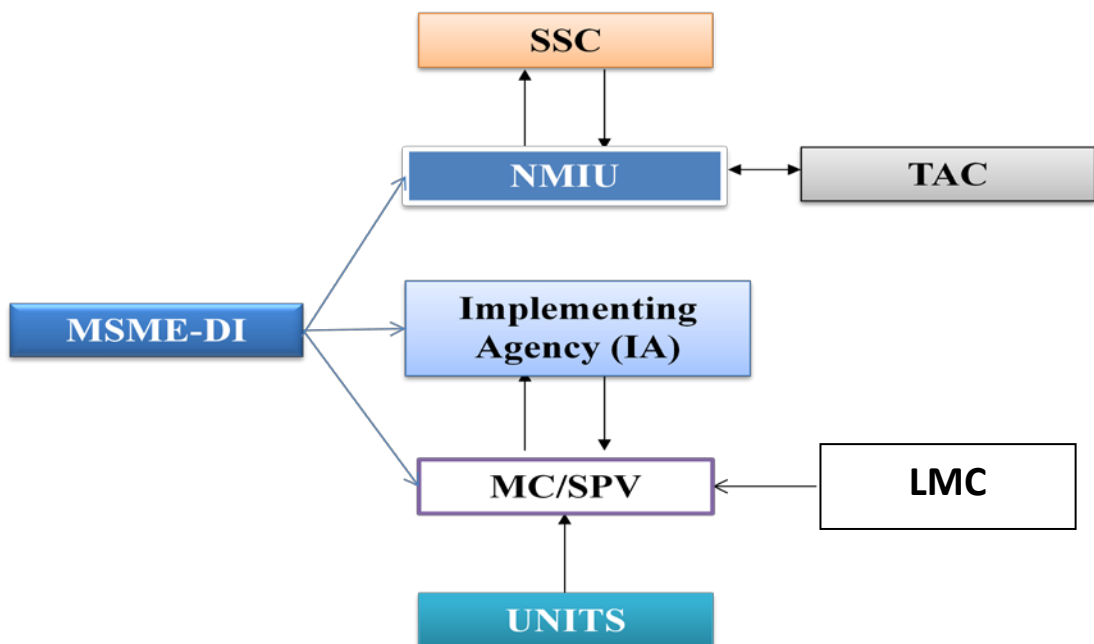 SSC
NMIU
TAC
MSME-DI
Implementing
Agency (IA)
MC/SPV
LMC
UNITS